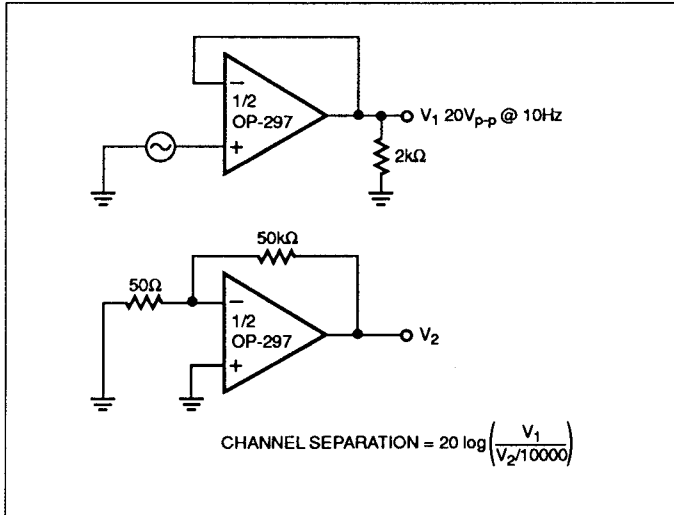 −
1/2
OP-297
+
V1 20Vp-p @ 10Hz
2kΩ
50kΩ
50Ω
−
1/2
OP-297
+
V2
CHANNEL SEPARATION = 20 log(V1 / V2/10000)